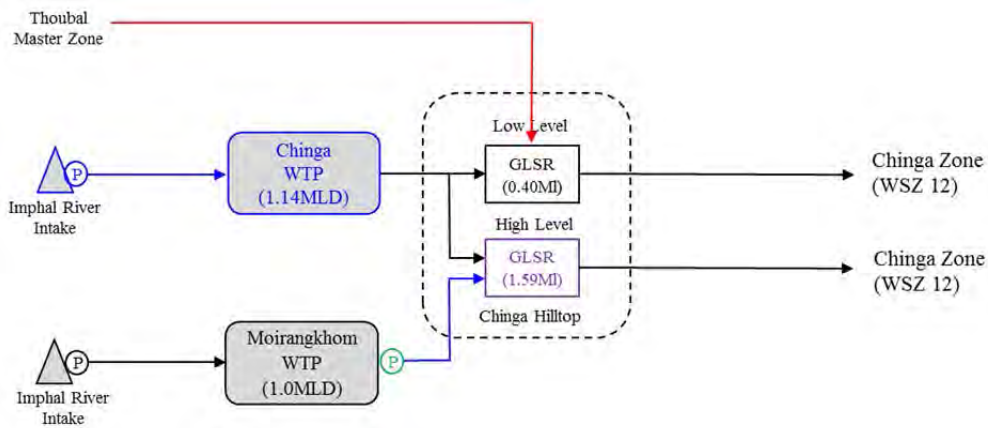 Thoubal
Master Zone
Low Level
Chinga
WTP
(1.14MLD)
P
Imphal River
Intake
GLSR
(0.40Ml)
Chinga Zone
(WSZ 12)
High Level
GLSR
(1.59Ml)
Chinga Zone
(WSZ 12)
Chinga Hilltop
Moirangkhom
WTP
(1.0MLD)
P
P
Imphal River
Intake